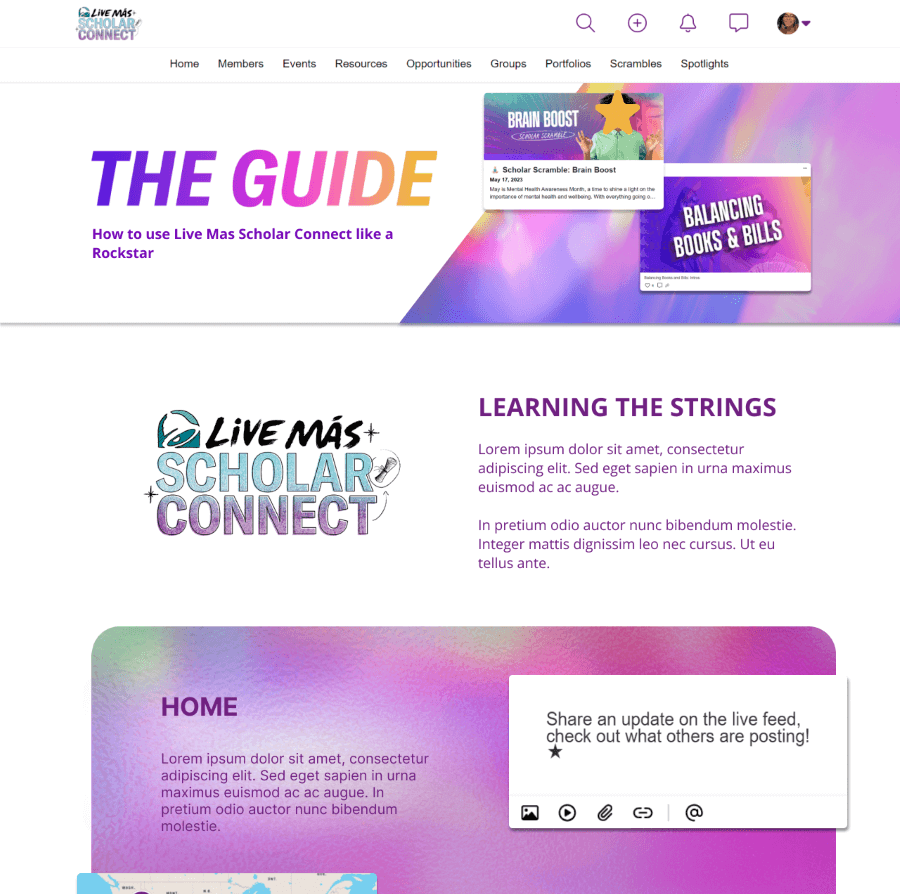 LiVE MÁS
SCHOLAR
CONNECT
Home Members Events Resources Opportunities Groups Portfolios Scrambles Spotlights
THE GUIDE
How to use Live Mas Scholar Connect like a
Rockstar
BRAIN BOOST
SCHOLAR SCRAMBLE
Scholar Scramble: Brain Boost
May 17, 2023
May is Mental Health Awareness Month, a time to shine a light on the
importance of mental health and wellbeing. With everything going o...
BALANCING
BOOKS & BILLS
Balancing Books and Bills
LiVE MÁS
SCHOLAR
CONNECT
LEARNING THE STRINGS
Lorem ipsum dolor sit amet, consectetur
adipiscing elit. Sed eget sapien in urna maximus
euismod ac ac augue.
In pretium odio auctor nunc bibendum molestie.
Integer mattis dignissim leo nec cursus. Ut eu
tellus ante.
HOME
Lorem ipsum dolor sit amet, consectetur
adipiscing elit. Sed eget sapien in urna
maximus euismod ac ac augue. In
pretium odio auctor nunc bibendum
molestie.
Share an update on the live feed,
check out what others are posting!
★
@